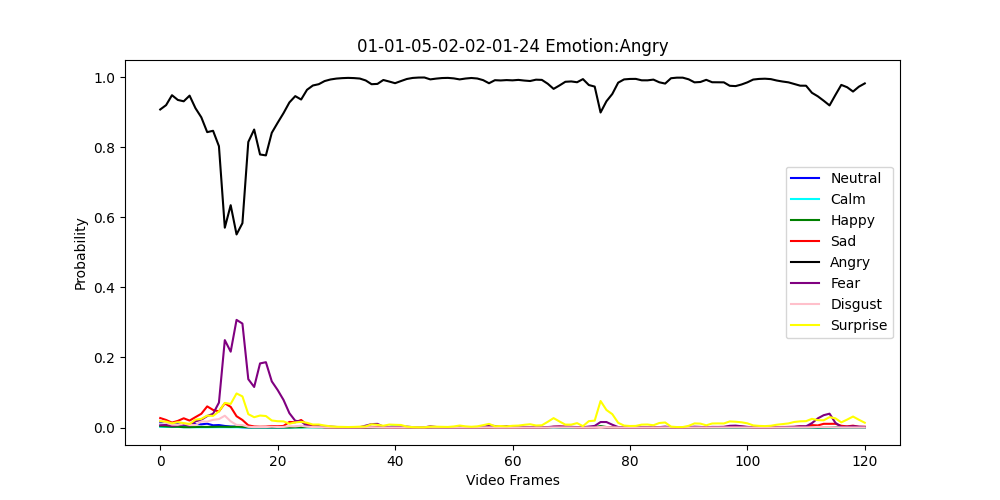 01-01-05-02-02-01-24 Emotion:Angry
1.0
0.8
0.6
0.4
0.2
0.0
Probability
0 20 40 60 80 100 120
Video Frames
Neutral
Calm
Happy
Sad
Angry
Fear
Disgust
Surprise